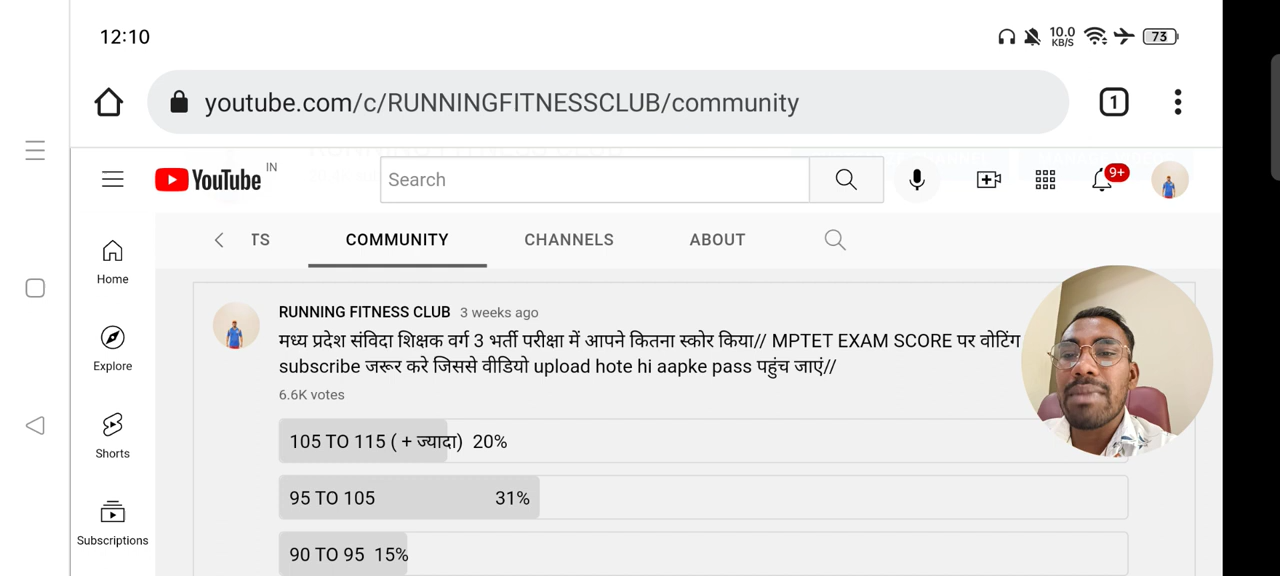 12:10
10.0
KB/S
73
youtube.com/c/RUNNINGFITNESSCLUB/community
1
YouTube IN
Search
9+
TS COMMUNITY CHANNELS ABOUT
Home
RUNNING FITNESS CLUB 3 weeks ago
मध्य प्रदेश संविदा शिक्षक वर्ग 3 भर्ती परीक्षा में आपने कितना स्कोर किया// MPTET EXAM SCORE पर वोटिंग
Explore
subscribe जरूर करे जिससे वीडियो upload hote hi aapke pass पहुंच जाएं//
6.6K votes
105 TO 115 ( + ज्यादा) 20%
Shorts
95 TO 105 31%
Subscriptions
90 TO 95 15%